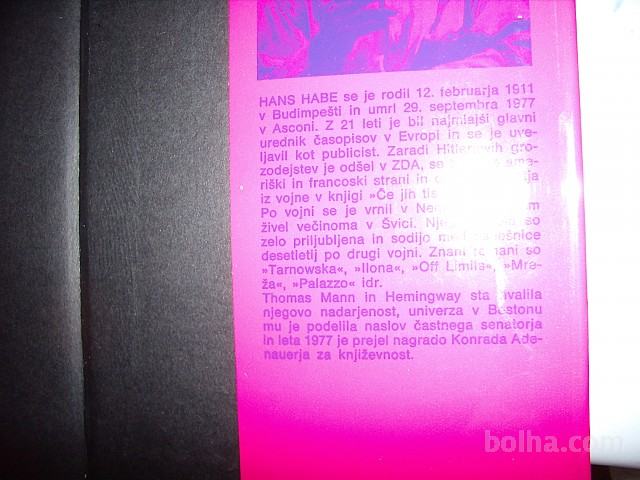 HANS HABE se je rodil 12. februarja 1911
v Budimpešti in umrl 29. septembra 1977
v Asconi. Z 21 leti je bil najmlajši glavni
urednik časopisov v Evropi in se je uve-
ljavil kot publicist. Zaradi Hitlerjevih gro-
zodejstev je odšel v ZDA, se ame-
riški in francoski strani in
iz vojne v knjigi »Če jih
Po vojni se je vrnil v
živel večinoma v Švici. so
zelo priljubljena in sodijo med
desetletij po drugi vojni. Znani so
»Tarnowska«, »Ilona«, »Off Limits«, »Mre-
ža«, »Palazzo« idr.
Thomas Mann in Hemingway sta hvalila
njegovo nadarjenost, univerza v Bostonu
mu je podelila naslov častnega senatorja
in leta 1977 je prejel nagrado Konrada Ade-
nauerja za književnost.
bolha.com